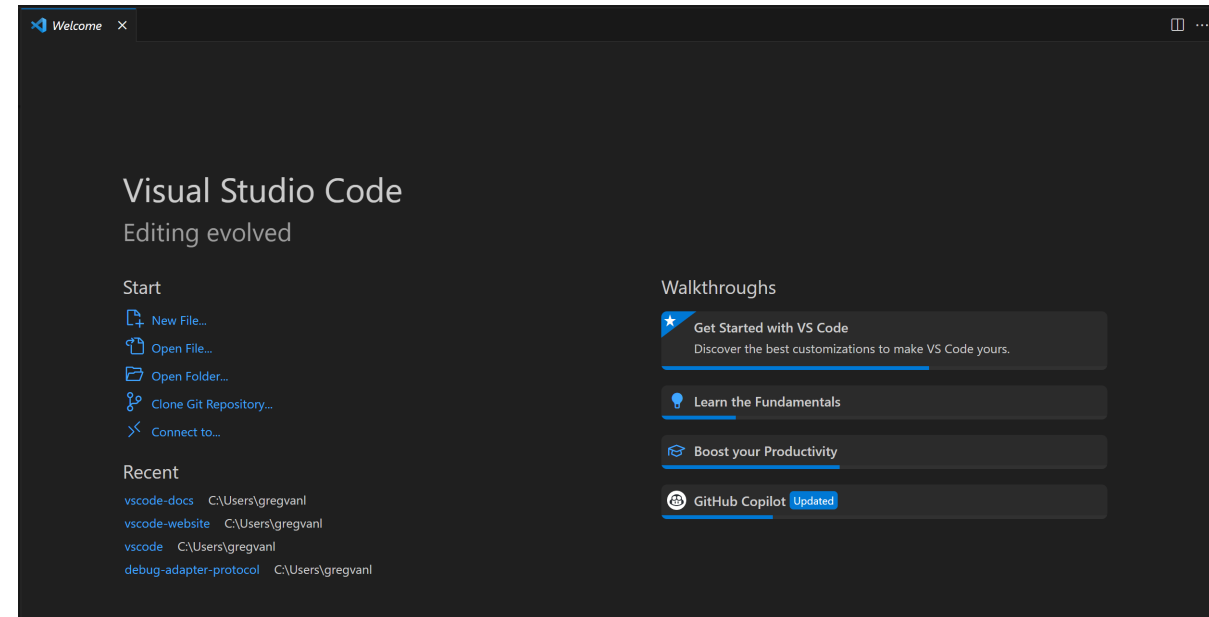 Welcome
Visual Studio Code
Editing evolved
Start
New File...
Open File...
Open Folder...
Clone Git Repository...
Connect to...
Recent
vscode-docs C:\Users\gregvanl
vscode-website C:\Users\gregvanl
vscode C:\Users\gregvanl
debug-adapter-protocol C:\Users\gregvanl
Walkthroughs
Get Started with VS Code
Discover the best customizations to make VS Code yours.
Learn the Fundamentals
Boost your Productivity
GitHub Copilot Updated